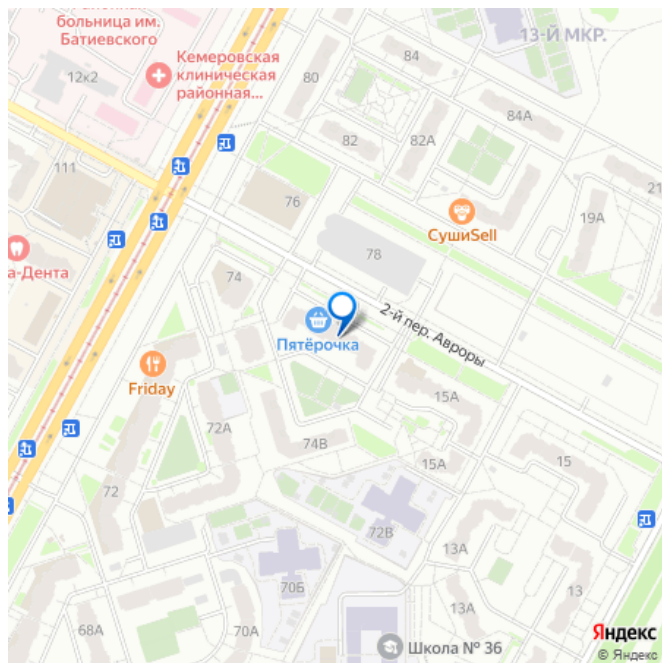 больница им.
Батиевского
Кемеровская
клиническая
районная...
13-Й МКР.
12к2
80
84
84А
111
82
82А
76
21
19А
СушиSell
а-Дента
74
78
2-й пер. Авроры
Пятёрочка
Friday
15А
72А
74В
15А
15
72
72В
13А
70Б
13
13А
68А
70А
Школа № 36
Яндекс
© Яндекс